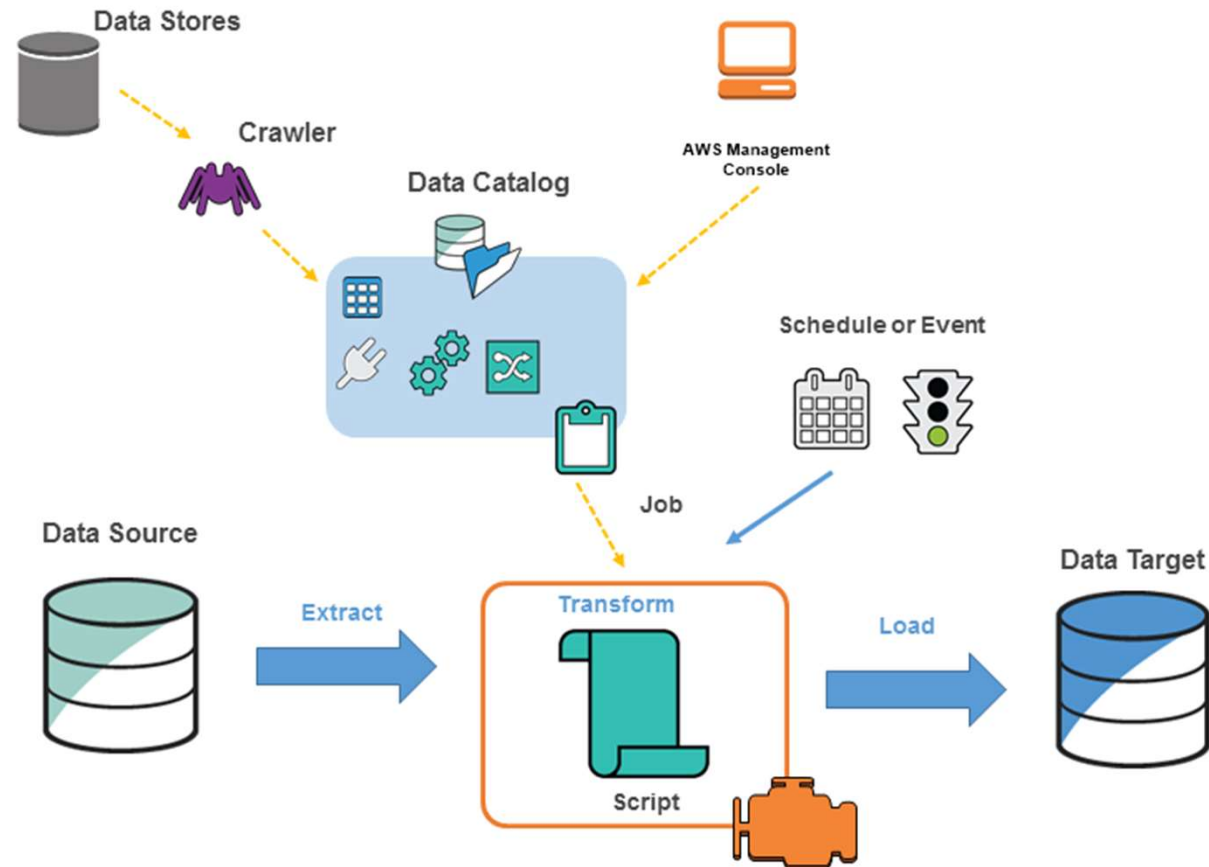 Data Stores
Crawler
AWS Management
Console
Data Catalog
Schedule or Event
Job
Data Source
Data Target
Extract
Transform
Load
Script